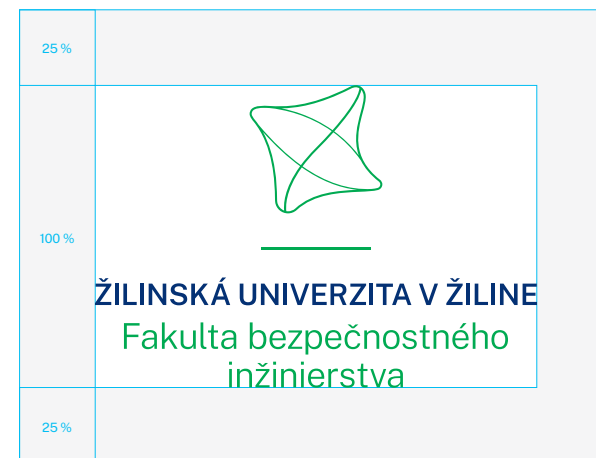 25 %
100 %
ŽILINSKÁ UNIVERZITA V ŽILINE
Fakulta bezpečnostného
inžinierstva
25 %